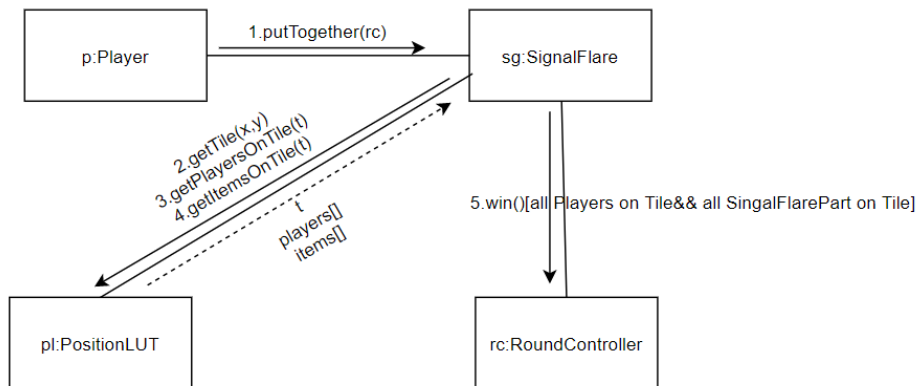 1.putTogether(rc)
p:Player
sg:SignalFlare
2.getTile(x,y)
3.getPlayersOnTile(t)
4.getItemsOnTile(t)
t
players[]
items[]
5.win()[all Players on Tile&& all SingalFlarePart on Tile]
pl:PositionLUT
rc:RoundController